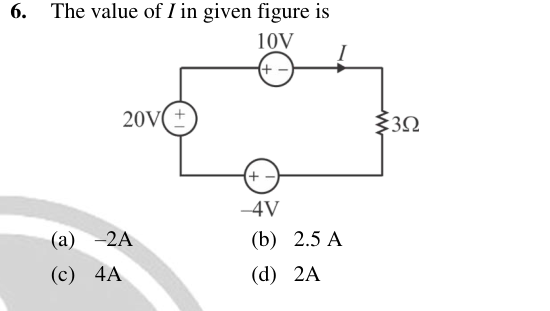 6. The value of I in given figure is
10V
I
+ −
20V
+
−
3Ω
+ −
–4V
(a) –2A (b) 2.5 A
(c) 4A (d) 2A